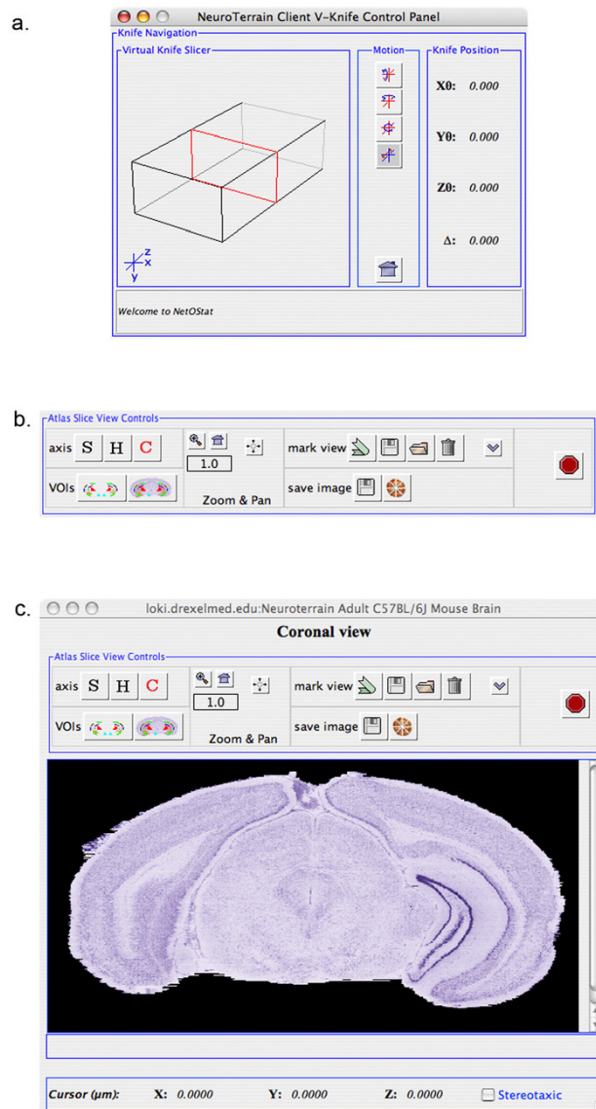 a.
NeuroTerrain Client V-Knife Control Panel
Knife Navigation
Virtual Knife Slicer
Motion
Knife Position
Xθ: 0.000
Yθ: 0.000
Zθ: 0.000
Δ: 0.000
z
x
y
Welcome to NetOStat
b.
Atlas Slice View Controls
axis S H C
1.0
mark view
VOIs
Zoom & Pan
save image
c.
loki.drexelmed.edu:Neuroterrain Adult C57BL/6J Mouse Brain
Coronal view
Atlas Slice View Controls
axis S H C
1.0
mark view
VOIs
Zoom & Pan
save image
Cursor (μm): X: 0.0000 Y: 0.0000 Z: 0.0000 Stereotaxic